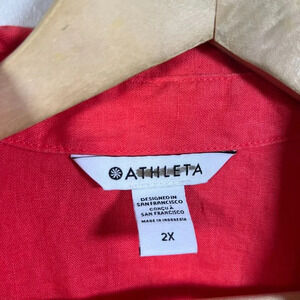 ATHLETA
DESIGNED IN
SAN FRANCISCO
CONÇU À
SAN FRANCISCO
MADE IN INDONESIA
2X